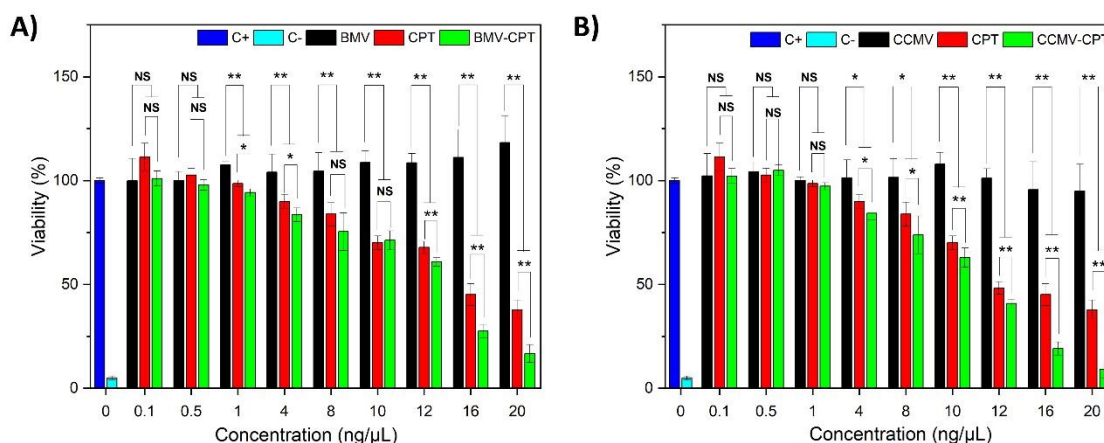 A)
C+ C- BMV CPT BMV-CPT
150
100
50
0
Viability (%)
NS NS ** ** ** ** ** ** **
NS NS * * NS NS ** ** **
0 0.1 0.5 1 4 8 10 12 16 20
Concentration (ng/µL)
B)
C+ C- CCMV CPT CCMV-CPT
150
100
50
0
Viability (%)
NS NS NS * * ** ** ** **
NS NS NS * * ** ** ** **
0 0.1 0.5 1 4 8 10 12 16 20
Concentration (ng/µL)